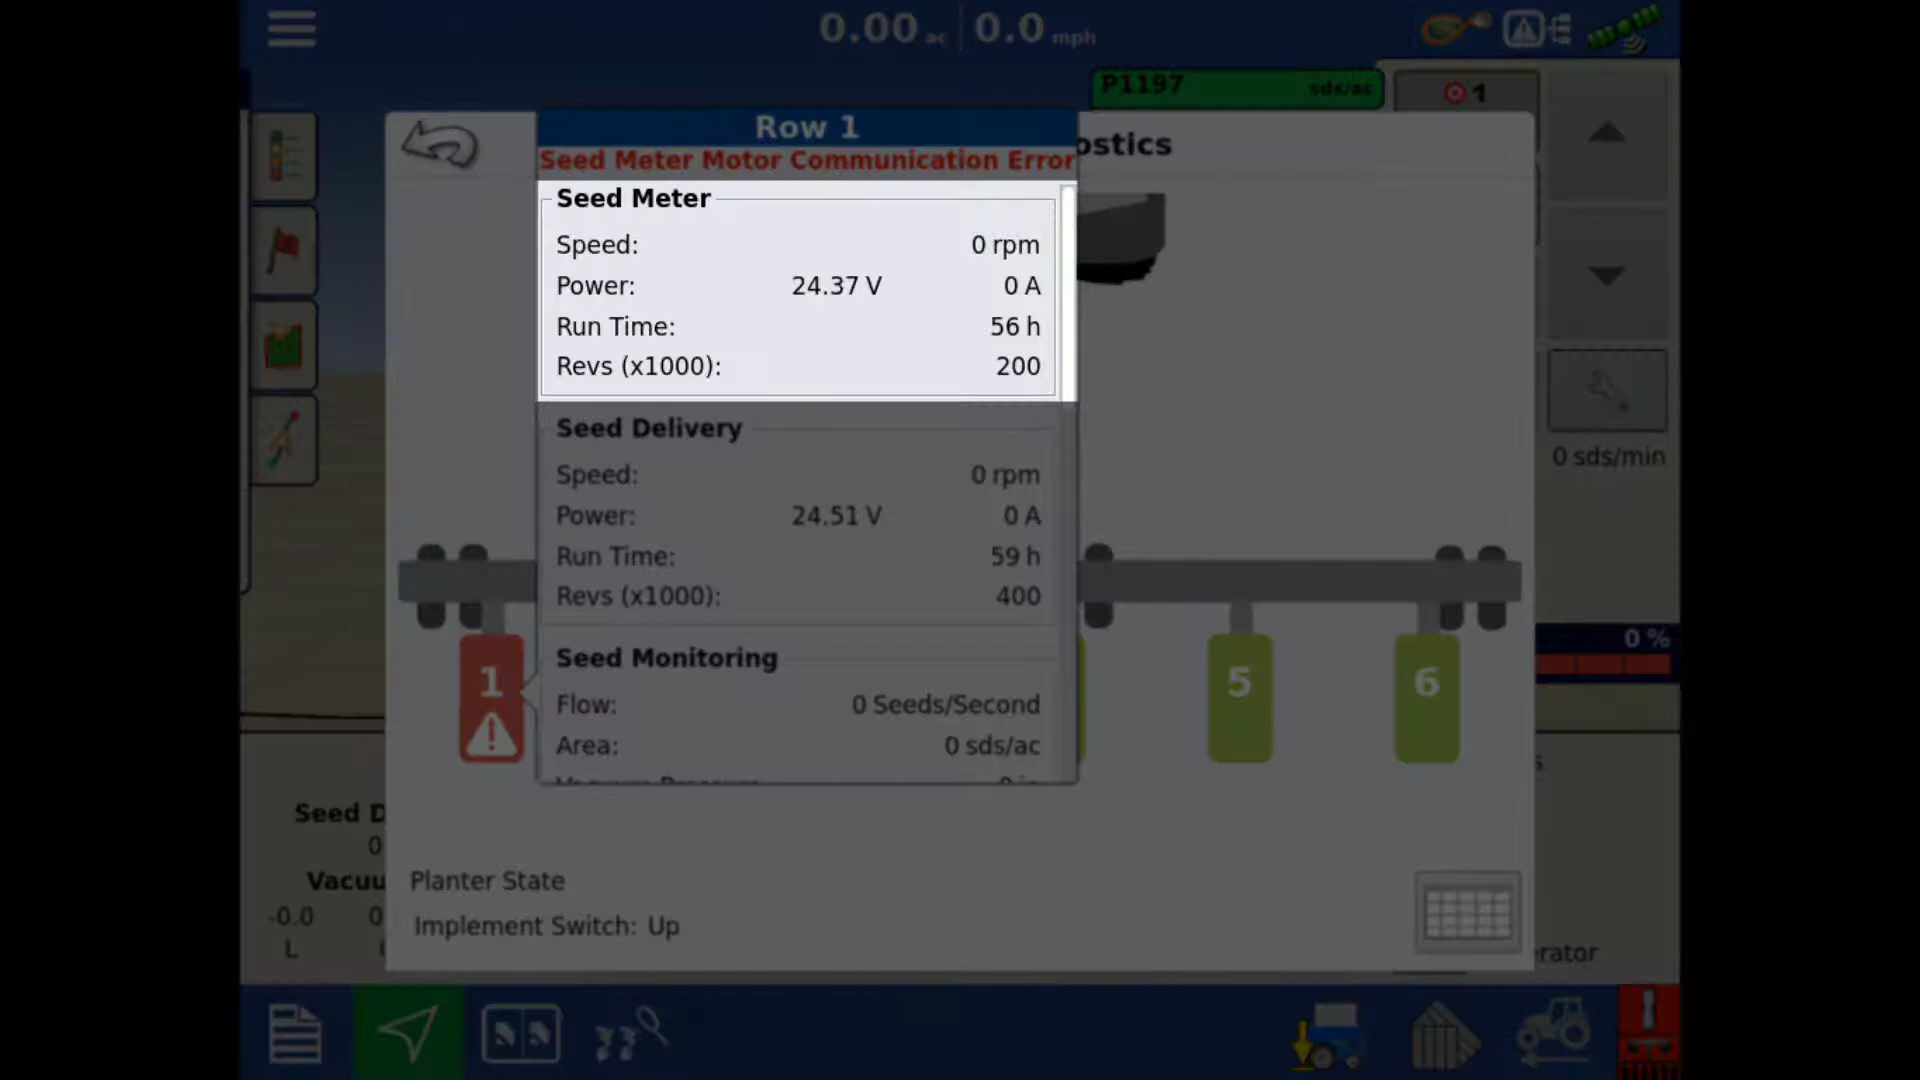 0.00 ac 0.0 mph
P1197 sds/ac
1
Row 1
ostics
Seed Meter Motor Communication Error
Seed Meter
Speed: 0 rpm
Power: 24.37 V 0 A
Run Time: 56 h
Revs (x1000): 200
Seed Delivery
Speed: 0 rpm
Power: 24.51 V 0 A
Run Time: 59 h
Revs (x1000): 400
Seed Monitoring
Flow: 0 Seeds/Second
Area: 0 sds/ac
0 sds/min
0 %
1 5 6
Seed D
0
Vacuu
-0.0 0
L
Planter State
Implement Switch: Up
erator